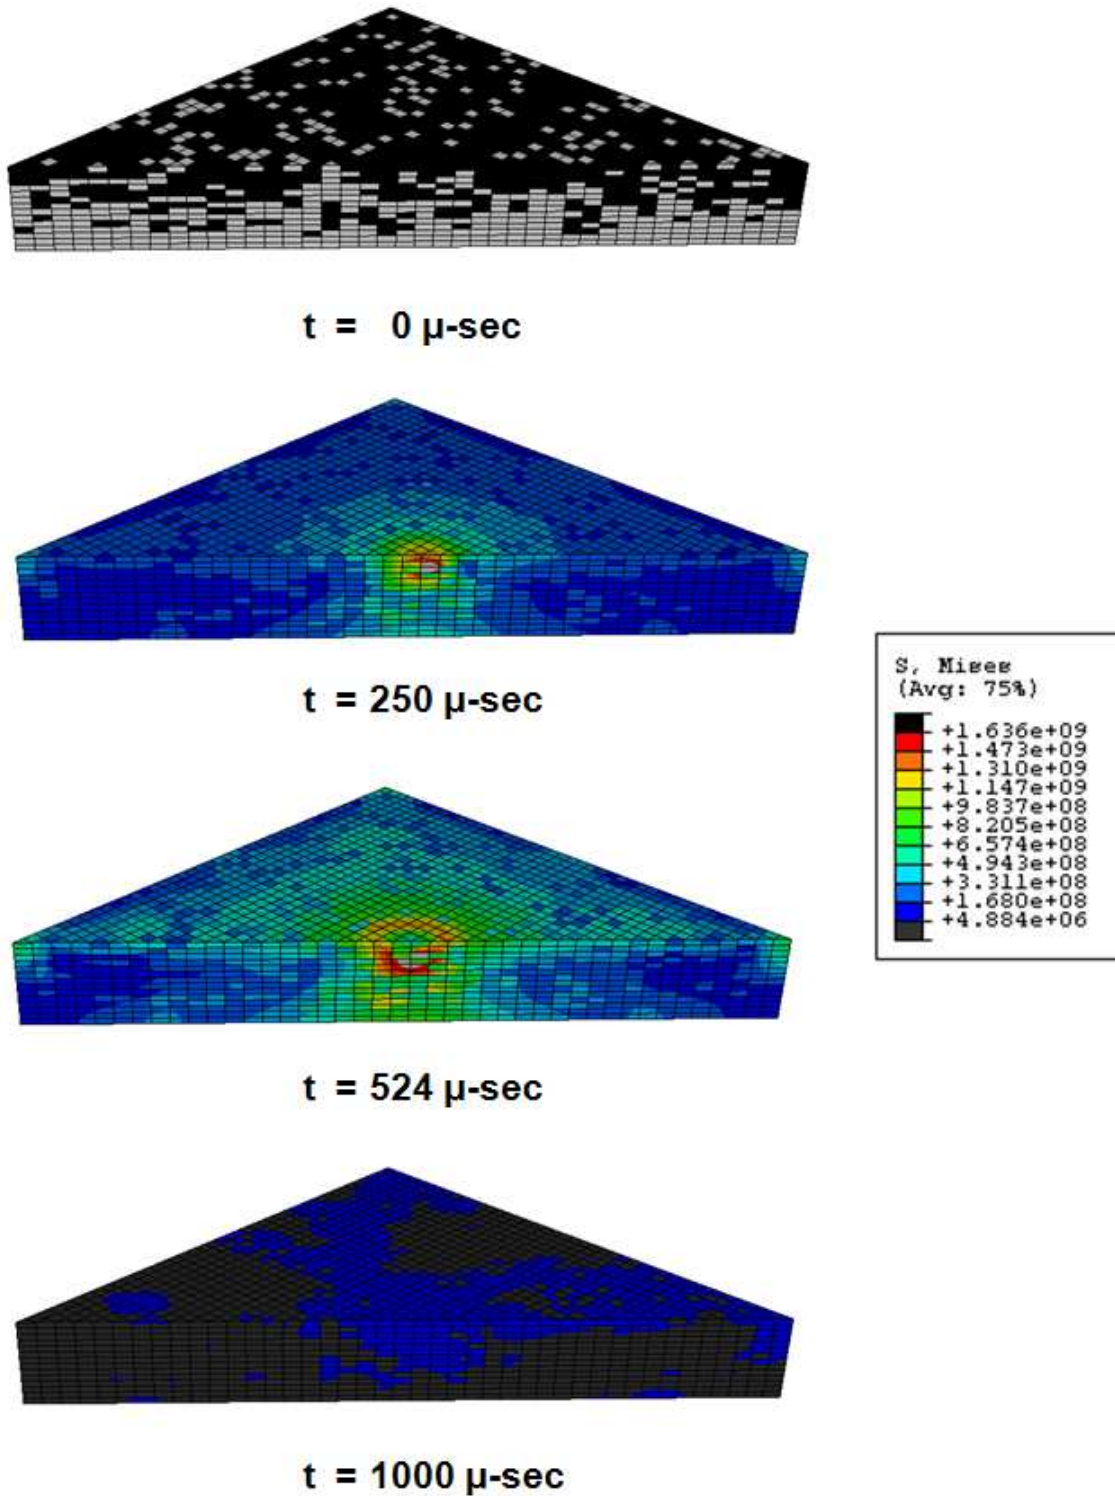 t = 0 µ-sec
t = 250 µ-sec
S, Mises
(Avg: 75%)
+1.636e+09
+1.473e+09
+1.310e+09
+1.147e+09
+9.837e+08
+8.205e+08
+6.574e+08
+4.943e+08
+3.311e+08
+1.680e+08
+4.884e+06
t = 524 µ-sec
t = 1000 µ-sec